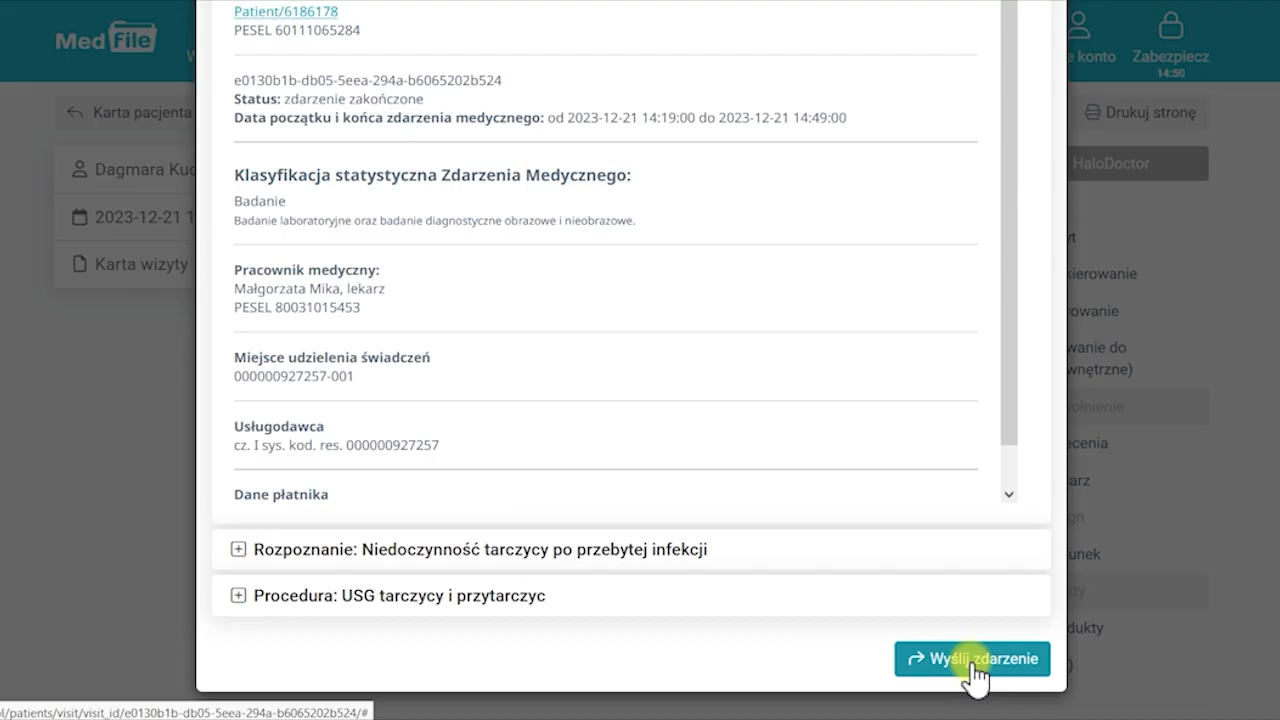 Med File
Patient/6186178
PESEL 60111065284
e konto
Zabezpiecz
14:50
e0130b1b-db05-5eea-294a-b6065202b524
Status: zdarzenie zakończone
Data początku i końca zdarzenia medycznego: od 2023-12-21 14:19:00 do 2023-12-21 14:49:00
Karta pacjenta
Drukuj stronę
Dagmara Kuc
HaloDoctor
Klasyfikacja statystyczna Zdarzenia Medycznego:
Badanie
Badanie laboratoryjne oraz badanie diagnostyczne obrazowe i nieobrazowe.
2023-12-21 1
Karta wizyty
kierowanie
Pracownik medyczny:
Małgorzata Mika, lekarz
PESEL 80031015453
rowanie
Miejsce udzielenia świadczeń
000000927257-001
wanie do
wnętrzne)
olnienie
Usługodawca
cz. I sys. kod. res. 000000927257
ecenia
arz
Dane płatnika
gn
unek
Rozpoznanie: Niedoczynność tarczycy po przebytej infekcji
Procedura: USG tarczycy i przytarczyc
dukty
Wyślij zdarzenie
l/patients/visit/visit_id/e0130b1b-db05-5eea-294a-b6065202b524/#